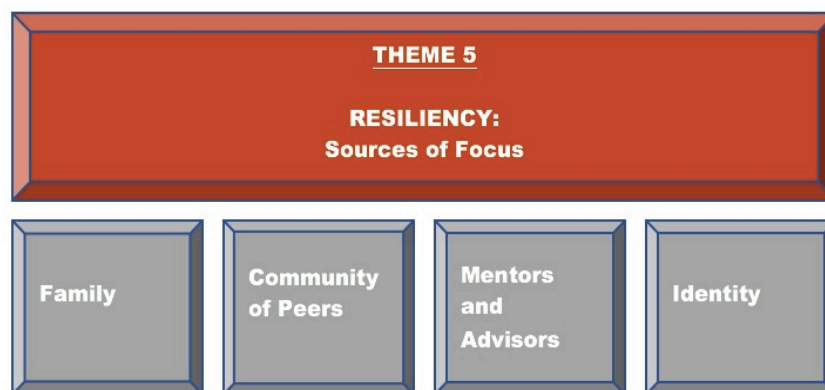 THEME 5
RESILIENCY:
Sources of Focus
Family
Community
of Peers
Mentors
and
Advisors
Identity